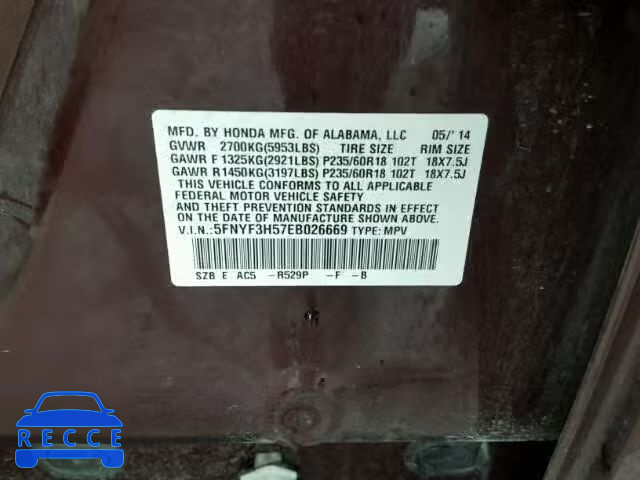 MFD. BY HONDA MFG. OF ALABAMA, LLC 05/'14
GVWR 2700KG(5953LBS) TIRE SIZE RIM SIZE
GAWR F 1325KG(2921LBS) P235/60R18 102T 18X7.5J
GAWR R1450KG(3197LBS) P235/60R18 102T 18X7.5J
THIS VEHICLE CONFORMS TO ALL APPLICABLE
FEDERAL MOTOR VEHICLE SAFETY, BUMPER,
AND THEFT PREVENTION STANDARDS IN EFFECT ON
THE DATE OF MANUFACTURE SHOWN ABOVE.
V.I.N.: 5FNYF3H57EB026669 TYPE: MPV
SZB E AC5 -R529P -F -B
RECCE